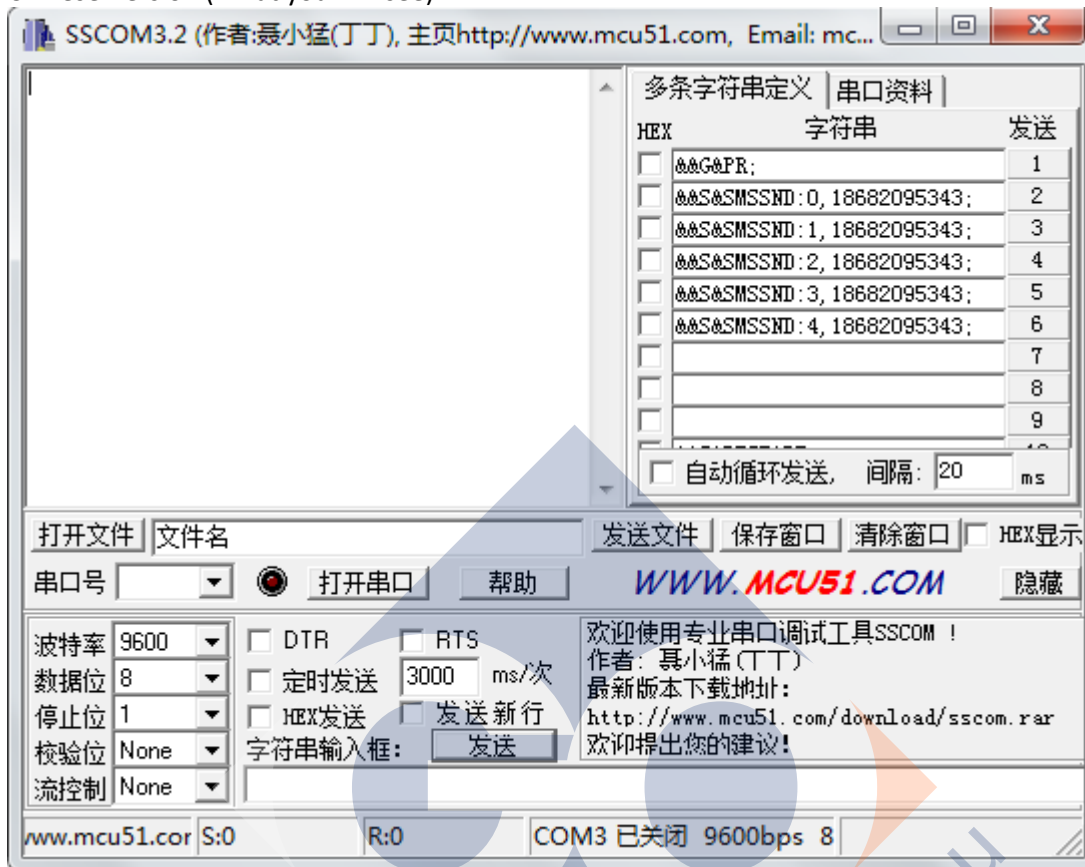 SSCOM3.2 (作者:聂小猛(丁丁), 主页http://www.mcu51.com, Email: mc...
多条字符串定义 串口资料
HEX 字符串 发送
&&G&PR; 1
&&S&SMSSND:0,18682095343; 2
&&S&SMSSND:1,18682095343; 3
&&S&SMSSND:2,18682095343; 4
&&S&SMSSND:3,18682095343; 5
&&S&SMSSND:4,18682095343; 6
7
8
9
自动循环发送, 间隔: 20 ms
打开文件 文件名 发送文件 保存窗口 清除窗口 HEX显示
串口号 打开串口 帮助 WWW.MCU51.COM 隐藏
波特率 9600 DTR RTS
数据位 8 定时发送 3000 ms/次
停止位 1 HEX发送 发送新行
校验位 None 字符串输入框: 发送
流控制 None
欢迎使用专业串口调试工具SSCOM !
作者: 聂小猛(丁丁)
最新版本下载地址:
http://www.mcu51.com/download/sscom.rar
欢迎提出您的建议!
www.mcu51.cor S:0 R:0 COM3 已关闭 9600bps 8